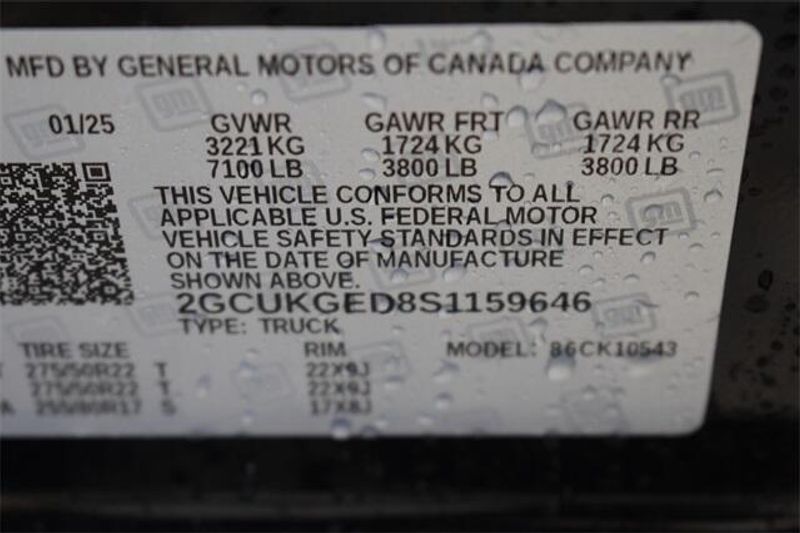 MFD BY GENERAL MOTORS OF CANADA COMPANY
01/25 GVWR GAWR FRT GAWR RR
3221 KG 1724 KG 1724 KG
7100 LB 3800 LB 3800 LB
THIS VEHICLE CONFORMS TO ALL
APPLICABLE U.S. FEDERAL MOTOR
VEHICLE SAFETY STANDARDS IN EFFECT
ON THE DATE OF MANUFACTURE
SHOWN ABOVE.
2GCUKGED8S1159646
TYPE: TRUCK
TIRE SIZE RIM MODEL: 86CK10543
275/50R22 T 22X9J
275/50R22 T 22X9J
255/80R17 S 17X8J